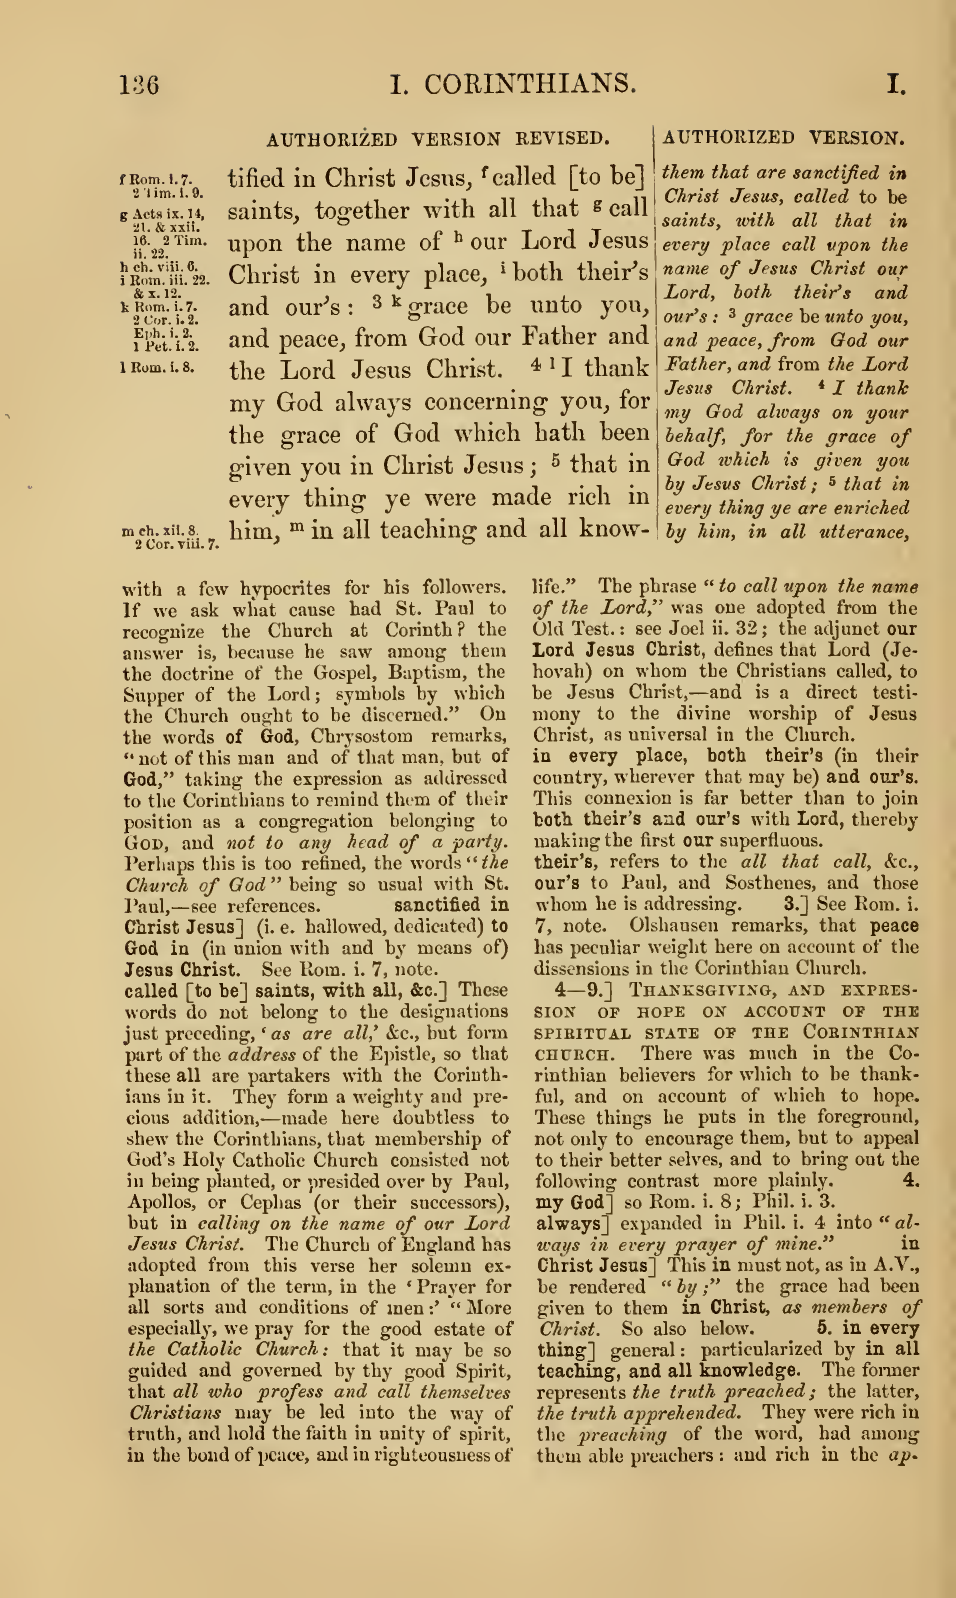 136
I. CORINTHIANS.
I.
AUTHORIZED VERSION REVISED.
f Rom. i. 7.
2 Tim. i. 9.
g Acts ix. 14,
21. & xxii.
16. 2 Tim.
ii. 22.
h ch. viii. 6.
i Rom. iii. 22.
& x. 12.
k Rom. i. 7.
2 Cor. i. 2.
Eph. i. 2.
1 Pet. i. 2.
l Rom. i. 8.
m ch. xii. 8.
2 Cor. viii. 7.
tified in Christ Jesus, f called [to be]
saints, together with all that g call
upon the name of h our Lord Jesus
Christ in every place, i both their's
and our's : 3 k grace be unto you,
and peace, from God our Father and
the Lord Jesus Christ. 4 l I thank
my God always concerning you, for
the grace of God which hath been
given you in Christ Jesus ; 5 that in
every thing ye were made rich in
him, m in all teaching and all know-
AUTHORIZED VERSION.
them that are sanctified in
Christ Jesus, called to be
saints, with all that in
every place call upon the
name of Jesus Christ our
Lord, both their's and
our's : 3 grace be unto you,
and peace, from God our
Father, and from the Lord
Jesus Christ. 4 I thank
my God always on your
behalf, for the grace of
God which is given you
by Jesus Christ ; 5 that in
every thing ye are enriched
by him, in all utterance,
with a few hypocrites for his followers.
If we ask what cause had St. Paul to
recognize the Church at Corinth? the
answer is, because he saw among them
the doctrine of the Gospel, Baptism, the
Supper of the Lord; symbols by which
the Church ought to be discerned." On
the words of God, Chrysostom remarks,
"not of this man and of that man, but of
God," taking the expression as addressed
to the Corinthians to remind them of their
position as a congregation belonging to
GOD, and not to any head of a party.
Perhaps this is too refined, the words "the
Church of God" being so usual with St.
Paul,—see references. sanctified in
Christ Jesus] (i. e. hallowed, dedicated) to
God in (in union with and by means of)
Jesus Christ. See Rom. i. 7, note.
called [to be] saints, with all, &c.] These
words do not belong to the designations
just preceding, 'as are all,' &c., but form
part of the address of the Epistle, so that
these all are partakers with the Corinth-
ians in it. They form a weighty and pre-
cious addition,—made here doubtless to
shew the Corinthians, that membership of
God's Holy Catholic Church consisted not
in being planted, or presided over by Paul,
Apollos, or Cephas (or their successors),
but in calling on the name of our Lord
Jesus Christ. The Church of England has
adopted from this verse her solemn ex-
planation of the term, in the 'Prayer for
all sorts and conditions of men:' "More
especially, we pray for the good estate of
the Catholic Church: that it may be so
guided and governed by thy good Spirit,
that all who profess and call themselves
Christians may be led into the way of
truth, and hold the faith in unity of spirit,
in the bond of peace, and in righteousness of
life." The phrase "to call upon the name
of the Lord," was one adopted from the
Old Test.: see Joel ii. 32; the adjunct our
Lord Jesus Christ, defines that Lord (Je-
hovah) on whom the Christians called, to
be Jesus Christ,—and is a direct testi-
mony to the divine worship of Jesus
Christ, as universal in the Church.
in every place, both their's (in their
country, wherever that may be) and our's.
This connexion is far better than to join
both their's and our's with Lord, thereby
making the first our superfluous.
their's, refers to the all that call, &c.,
our's to Paul, and Sosthenes, and those
whom he is addressing. 3.] See Rom. i.
7, note. Olshausen remarks, that peace
has peculiar weight here on account of the
dissensions in the Corinthian Church.
4—9.] THANKSGIVING, AND EXPRES-
SION OF HOPE ON ACCOUNT OF THE
SPIRITUAL STATE OF THE CORINTHIAN
CHURCH. There was much in the Co-
rinthian believers for which to be thank-
ful, and on account of which to hope.
These things he puts in the foreground,
not only to encourage them, but to appeal
to their better selves, and to bring out the
following contrast more plainly. 4.
my God] so Rom. i. 8; Phil. i. 3.
always] expanded in Phil. i. 4 into "al-
ways in every prayer of mine." in
Christ Jesus] This in must not, as in A.V.,
be rendered "by;" the grace had been
given to them in Christ, as members of
Christ. So also below. 5. in every
thing] general: particularized by in all
teaching, and all knowledge. The former
represents the truth preached; the latter,
the truth apprehended. They were rich in
the preaching of the word, had among
them able preachers: and rich in the ap-